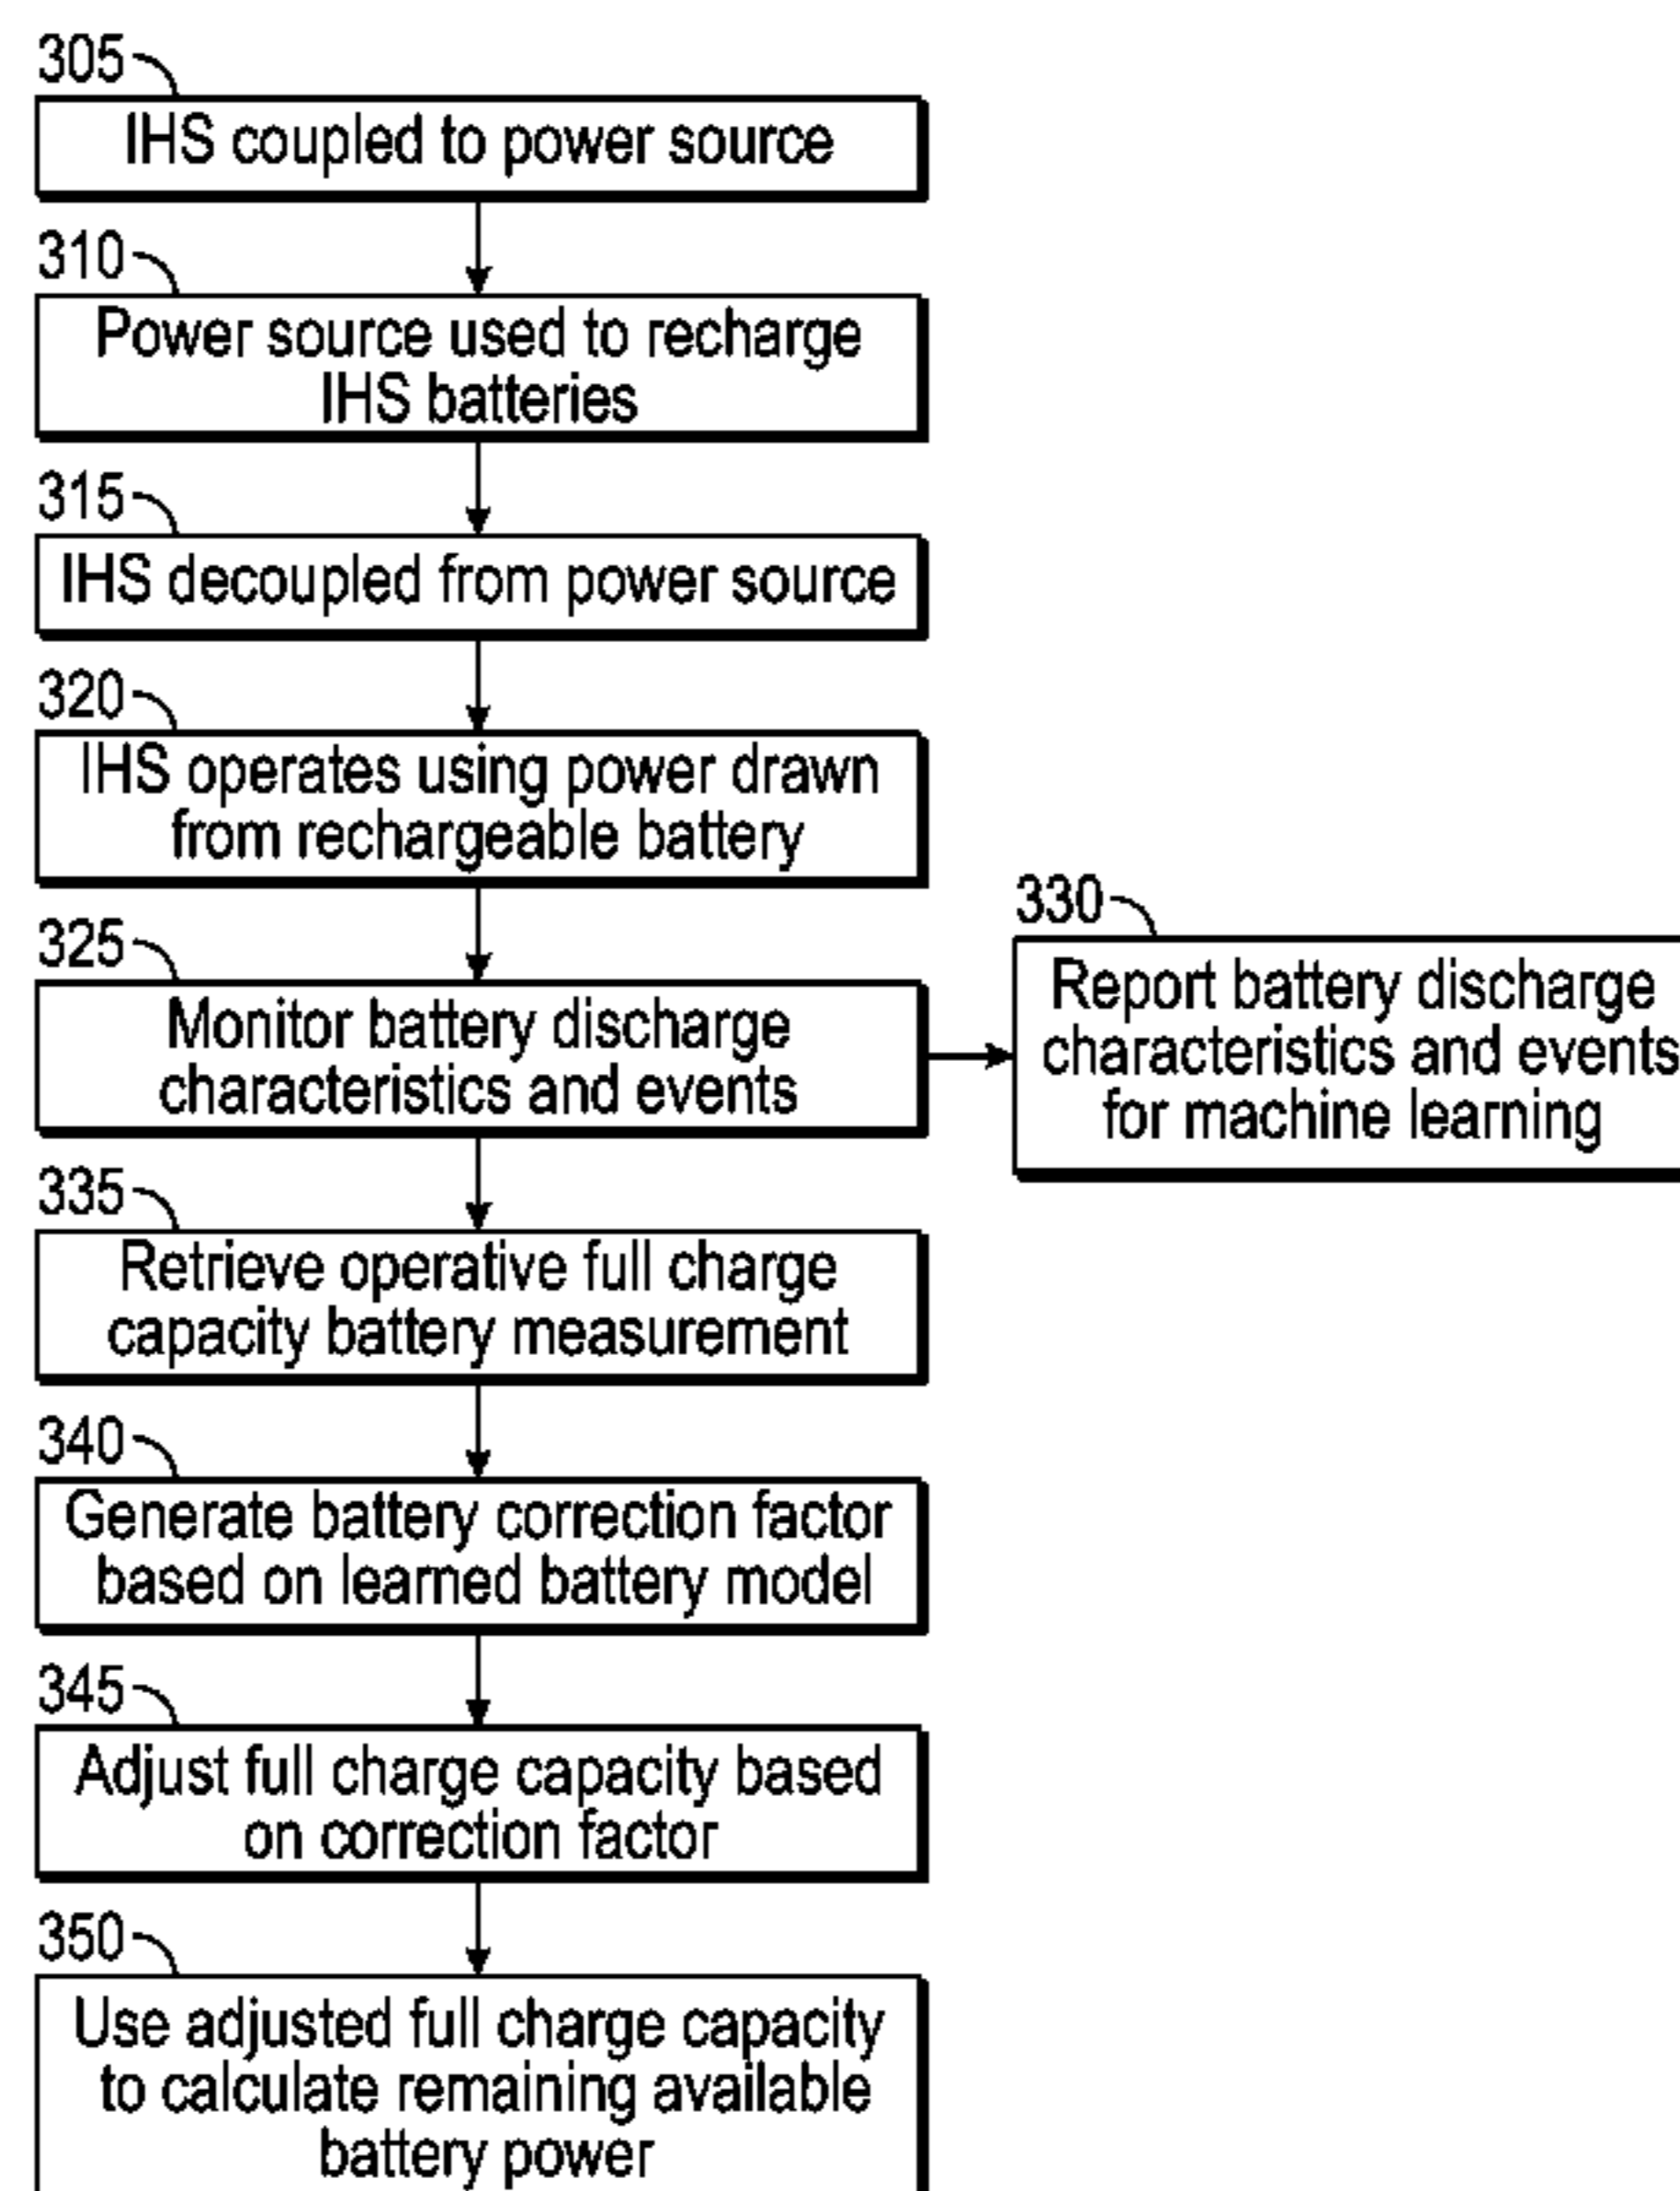 305
IHS coupled to power source
310
Power source used to recharge
IHS batteries
315
IHS decoupled from power source
320
IHS operates using power drawn
from rechargeable battery
325
Monitor battery discharge
characteristics and events
330
Report battery discharge
characteristics and events
for machine learning
335
Retrieve operative full charge
capacity battery measurement
340
Generate battery correction factor
based on learned battery model
345
Adjust full charge capacity based
on correction factor
350
Use adjusted full charge capacity
to calculate remaining available
battery power